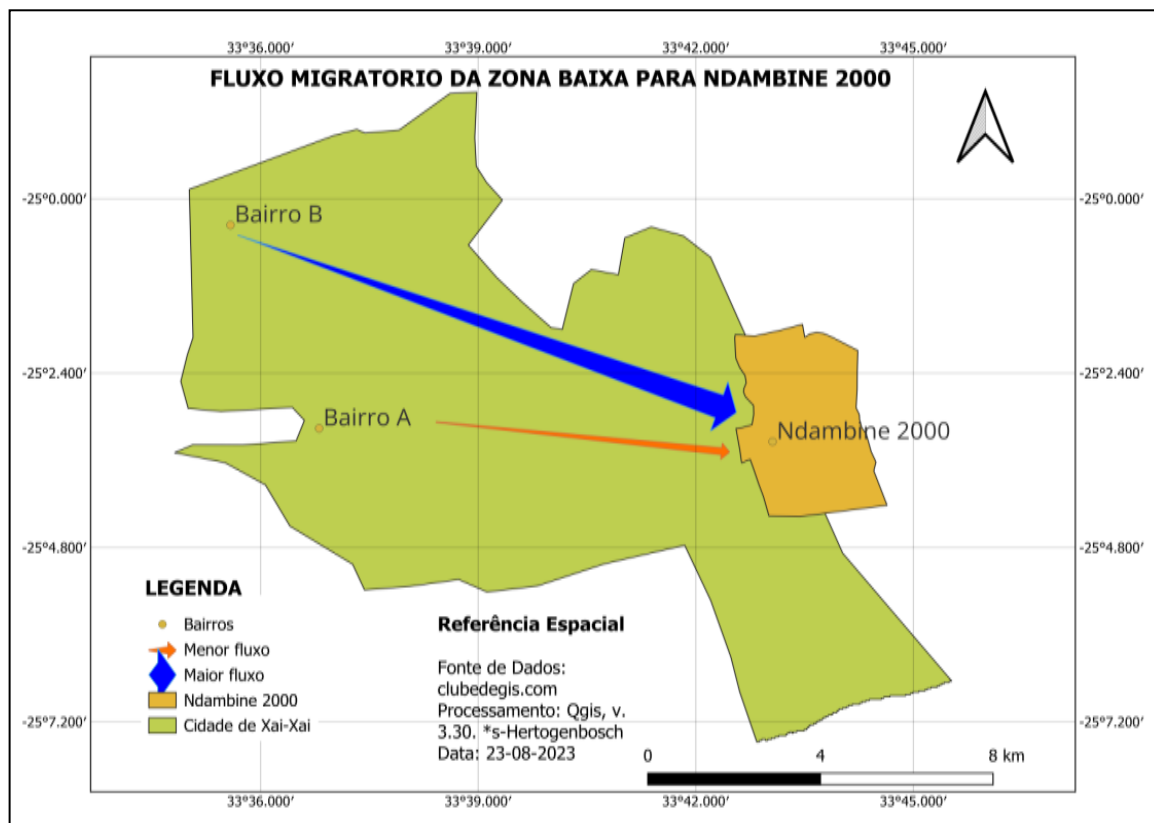 33°36.000'
33°39.000'
33°42.000'
33°45.000'
FLUXO MIGRATORIO DA ZONA BAIXA PARA NDAMBINE 2000
-25°0.000'
-25°0.000'
Bairro B
-25°2.400'
-25°2.400'
Bairro A
Ndambine 2000
-25°4.800'
-25°4.800'
LEGENDA
Bairros
Menor fluxo
Maior fluxo
Ndambine 2000
Cidade de Xai-Xai
Referência Espacial
Fonte de Dados:
clubedegis.com
Processamento: Qgis, v.
3.30. *s-Hertogenbosch
Data: 23-08-2023
-25°7.200'
-25°7.200'
0
4
8 km
33°36.000'
33°39.000'
33°42.000'
33°45.000'